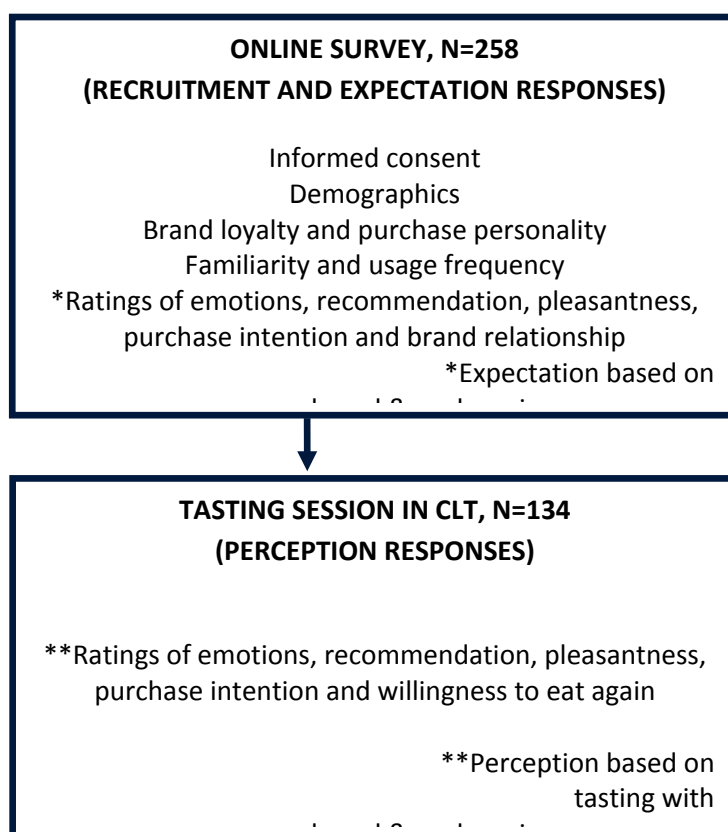 ONLINE SURVEY, N=258
(RECRUITMENT AND EXPECTATION RESPONSES)
Informed consent
Demographics
Brand loyalty and purchase personality
Familiarity and usage frequency
*Ratings of emotions, recommendation, pleasantness,
purchase intention and brand relationship
*Expectation based on
TASTING SESSION IN CLT, N=134
(PERCEPTION RESPONSES)
**Ratings of emotions, recommendation, pleasantness,
purchase intention and willingness to eat again
**Perception based on
tasting with